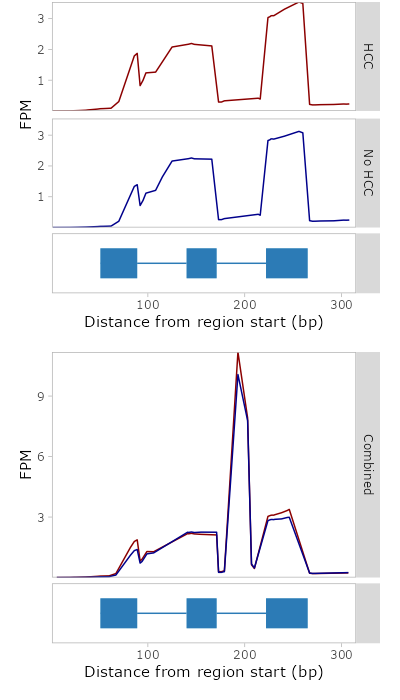 3
2
1
HCC
FPM
3
2
1
No HCC
100 200 300
Distance from region start (bp)
9
6
3
FPM
Combined
100 200 300
Distance from region start (bp)